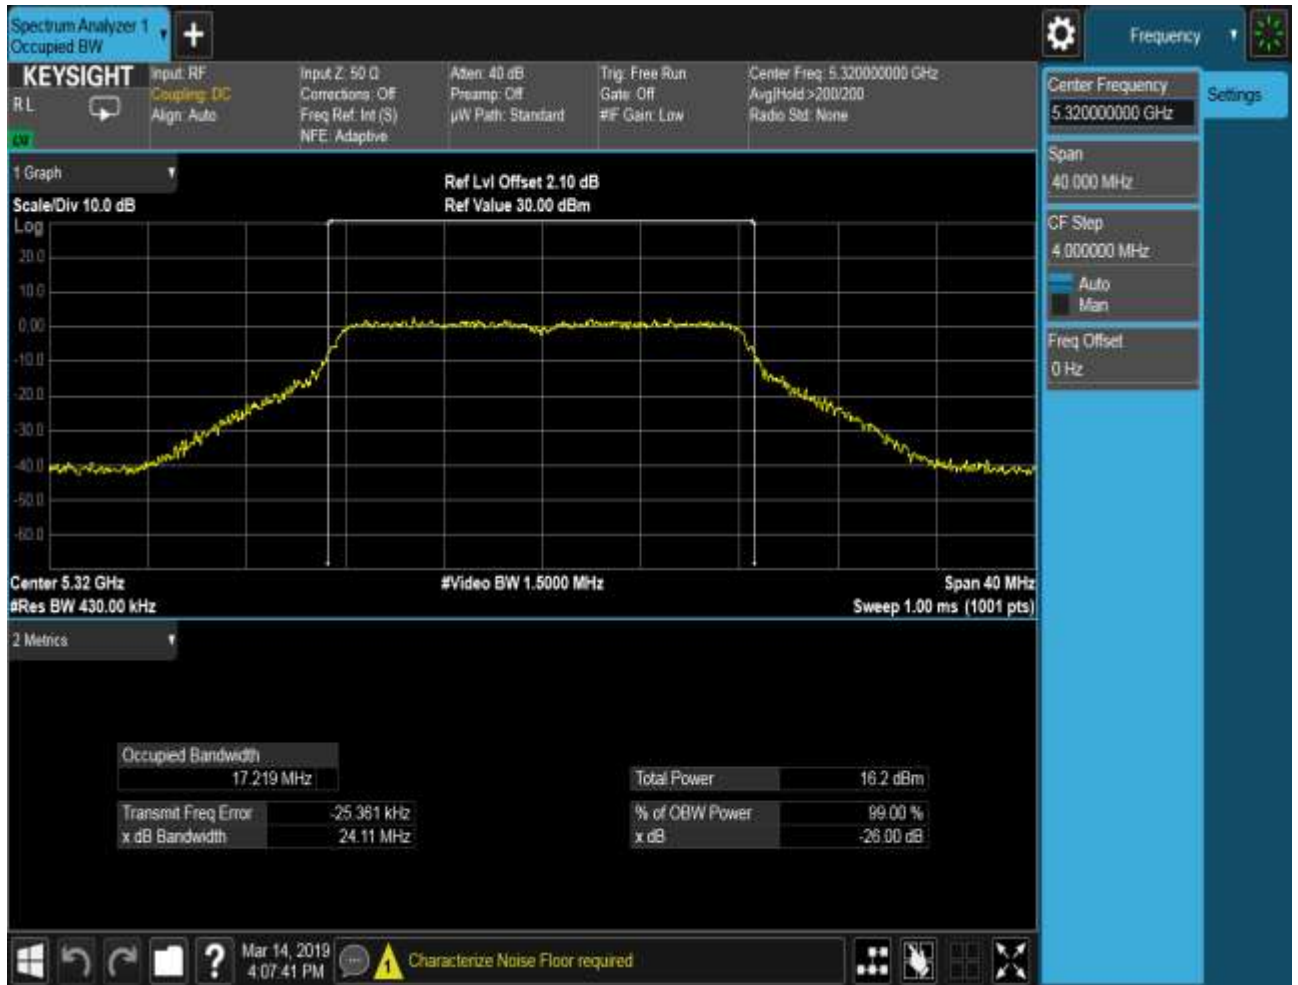 Spectrum Analyzer 1
Occupied BW
Frequency
KEYSIGHT
R L
Input: RF
Coupling: DC
Align: Auto
Input Z: 50 Ω
Corrections: Off
Freq Ref: Int (S)
NFE: Adaptive
Atten: 40 dB
Preamp: Off
µW Path: Standard
Trig: Free Run
Gate: Off
#IF Gain: Low
Center Freq: 5.320000000 GHz
Avg|Hold:>200/200
Radio Std: None
Center Frequency
5.320000000 GHz
Settings
Span
40.000 MHz
CF Step
4.000000 MHz
Auto
Man
Freq Offset
0 Hz
1 Graph
Scale/Div 10.0 dB
Ref Lvl Offset 2.10 dB
Ref Value 30.00 dBm
Log
20.0
10.0
0.00
-10.0
-20.0
-30.0
-40.0
-50.0
-60.0
Center 5.32 GHz
#Video BW 1.5000 MHz
Span 40 MHz
#Res BW 430.00 kHz
Sweep 1.00 ms (1001 pts)
2 Metrics
Occupied Bandwidth
17.219 MHz
Total Power 16.2 dBm
Transmit Freq Error -25.361 kHz
% of OBW Power 99.00 %
x dB Bandwidth 24.11 MHz
x dB -26.00 dB
Mar 14, 2019
4:07:41 PM
1
Characterize Noise Floor required